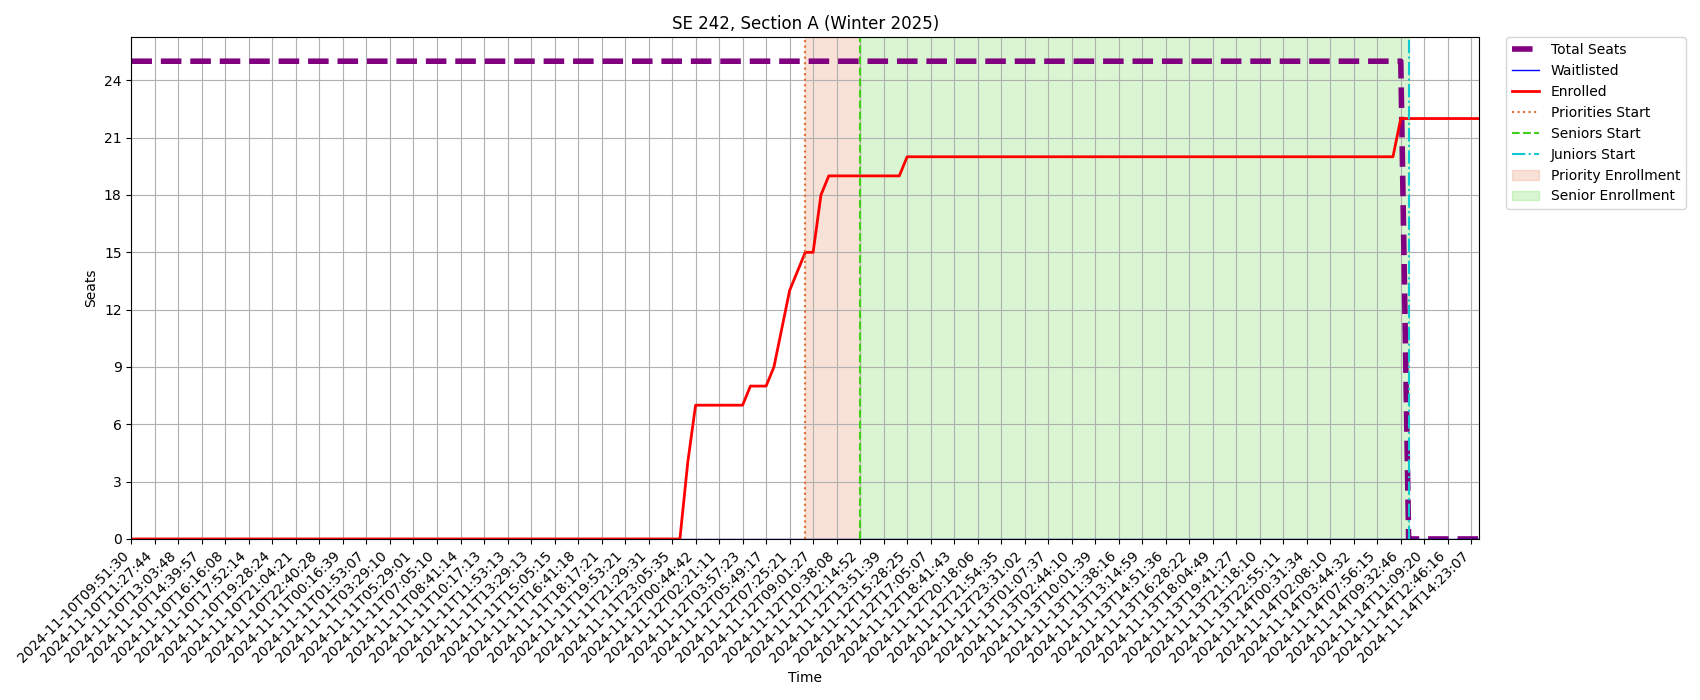 SE 242, Section A (Winter 2025)
Total Seats
Waitlisted
Enrolled
Priorities Start
Seniors Start
Juniors Start
Priority Enrollment
Senior Enrollment
Seats
24
21
18
15
12
9
6
3
0
2024-11-10T09:51:30
2024-11-10T11:27:44
2024-11-10T13:03:48
2024-11-10T14:39:57
2024-11-10T16:16:08
2024-11-10T17:52:14
2024-11-10T19:28:24
2024-11-10T21:04:21
2024-11-10T22:40:28
2024-11-11T00:16:39
2024-11-11T01:53:07
2024-11-11T03:29:10
2024-11-11T05:29:01
2024-11-11T07:05:10
2024-11-11T08:41:14
2024-11-11T10:17:13
2024-11-11T11:53:13
2024-11-11T13:29:13
2024-11-11T15:05:15
2024-11-11T16:41:18
2024-11-11T18:17:21
2024-11-11T19:53:21
2024-11-11T21:29:31
2024-11-11T23:05:35
2024-11-12T00:44:42
2024-11-12T02:21:11
2024-11-12T03:57:23
2024-11-12T05:49:17
2024-11-12T07:25:21
2024-11-12T09:01:27
2024-11-12T10:38:08
2024-11-12T12:14:52
2024-11-12T13:51:39
2024-11-12T15:28:25
2024-11-12T17:05:07
2024-11-12T18:41:43
2024-11-12T20:18:06
2024-11-12T21:54:35
2024-11-12T23:31:02
2024-11-13T01:07:37
2024-11-13T02:44:10
2024-11-13T10:01:39
2024-11-13T11:38:16
2024-11-13T13:14:59
2024-11-13T14:51:36
2024-11-13T16:28:22
2024-11-13T18:04:49
2024-11-13T19:41:27
2024-11-13T21:18:10
2024-11-13T22:55:11
2024-11-14T00:31:34
2024-11-14T02:08:10
2024-11-14T03:44:32
2024-11-14T07:56:15
2024-11-14T09:32:46
2024-11-14T11:09:20
2024-11-14T12:46:16
2024-11-14T14:23:07
Time